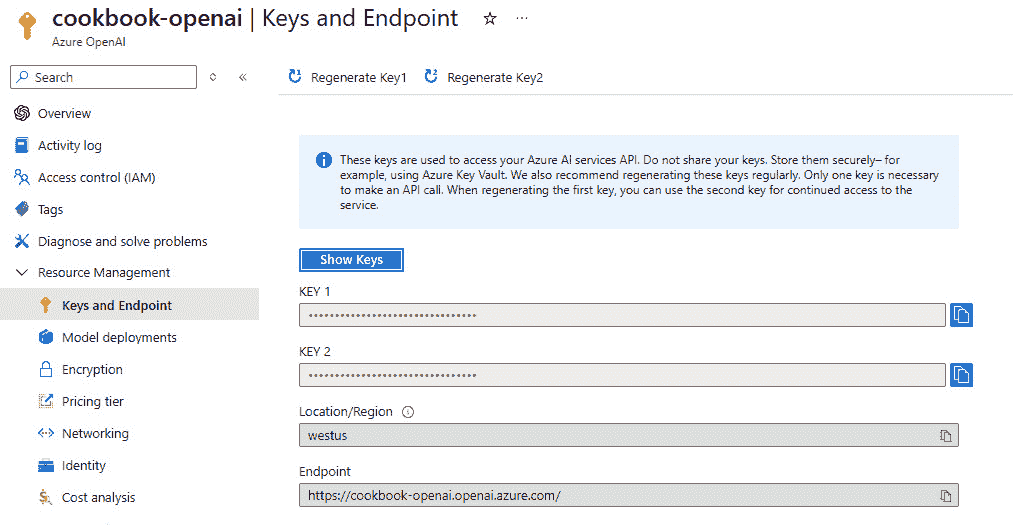 cookbook-openai | Keys and Endpoint
Azure OpenAI
Search
Regenerate Key1
Regenerate Key2
Overview
Activity log
Access control (IAM)
Tags
Diagnose and solve problems
Resource Management
Keys and Endpoint
Model deployments
Encryption
Pricing tier
Networking
Identity
Cost analysis
These keys are used to access your Azure AI services API. Do not share your keys. Store them securely– for
example, using Azure Key Vault. We also recommend regenerating these keys regularly. Only one key is necessary
to make an API call. When regenerating the first key, you can use the second key for continued access to the
service.
Show Keys
KEY 1
KEY 2
Location/Region
westus
Endpoint
https://cookbook-openai.openai.azure.com/